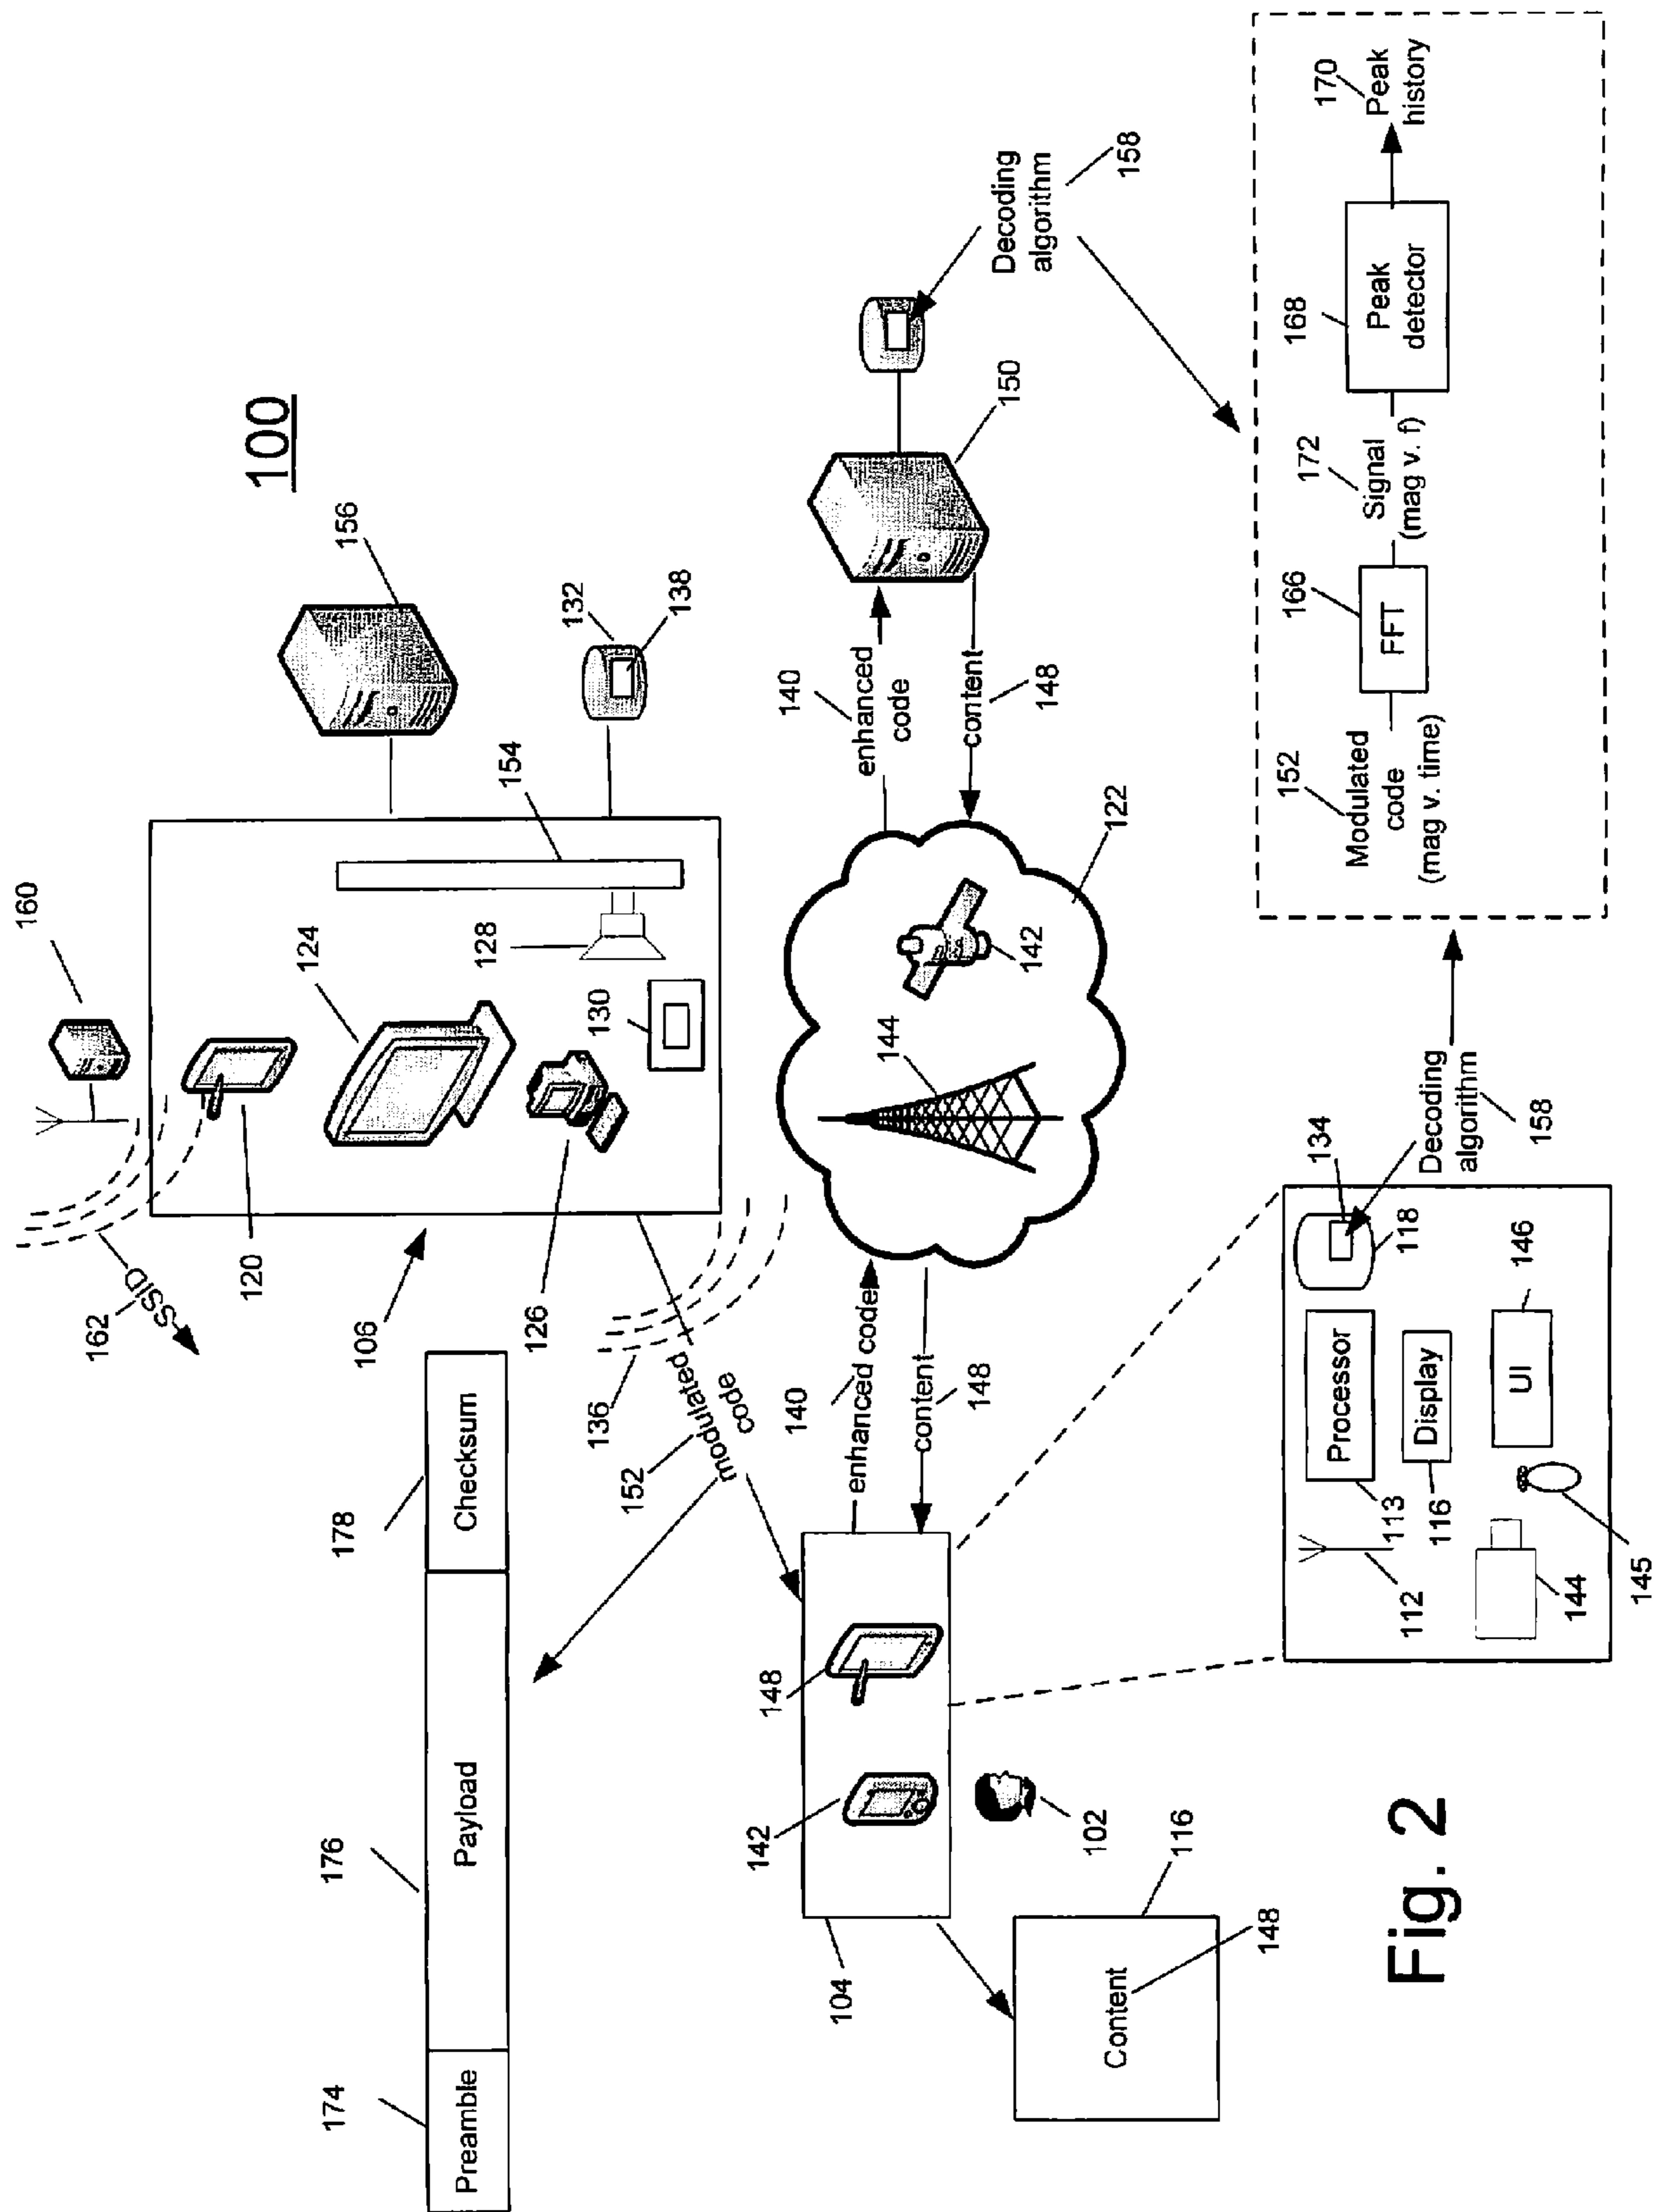 100
160
156
162
SSID
120
124
128
154
132
138
130
126
106
136
174
176
178
Preamble
Payload
Checksum
152
modulated
code
140
enhanced
code
content
148
150
Decoding
algorithm
158
144
142
122
140
enhanced code
content
148
142
148
104
102
116
Content
148
Processor
113
Display
116
112
134
118
146
UI
144
145
Decoding
algorithm
158
152
Modulated
code
(mag v. time)
166
FFT
172
Signal
(mag v. f)
168
Peak
detector
170
Peak
history
Fig. 2